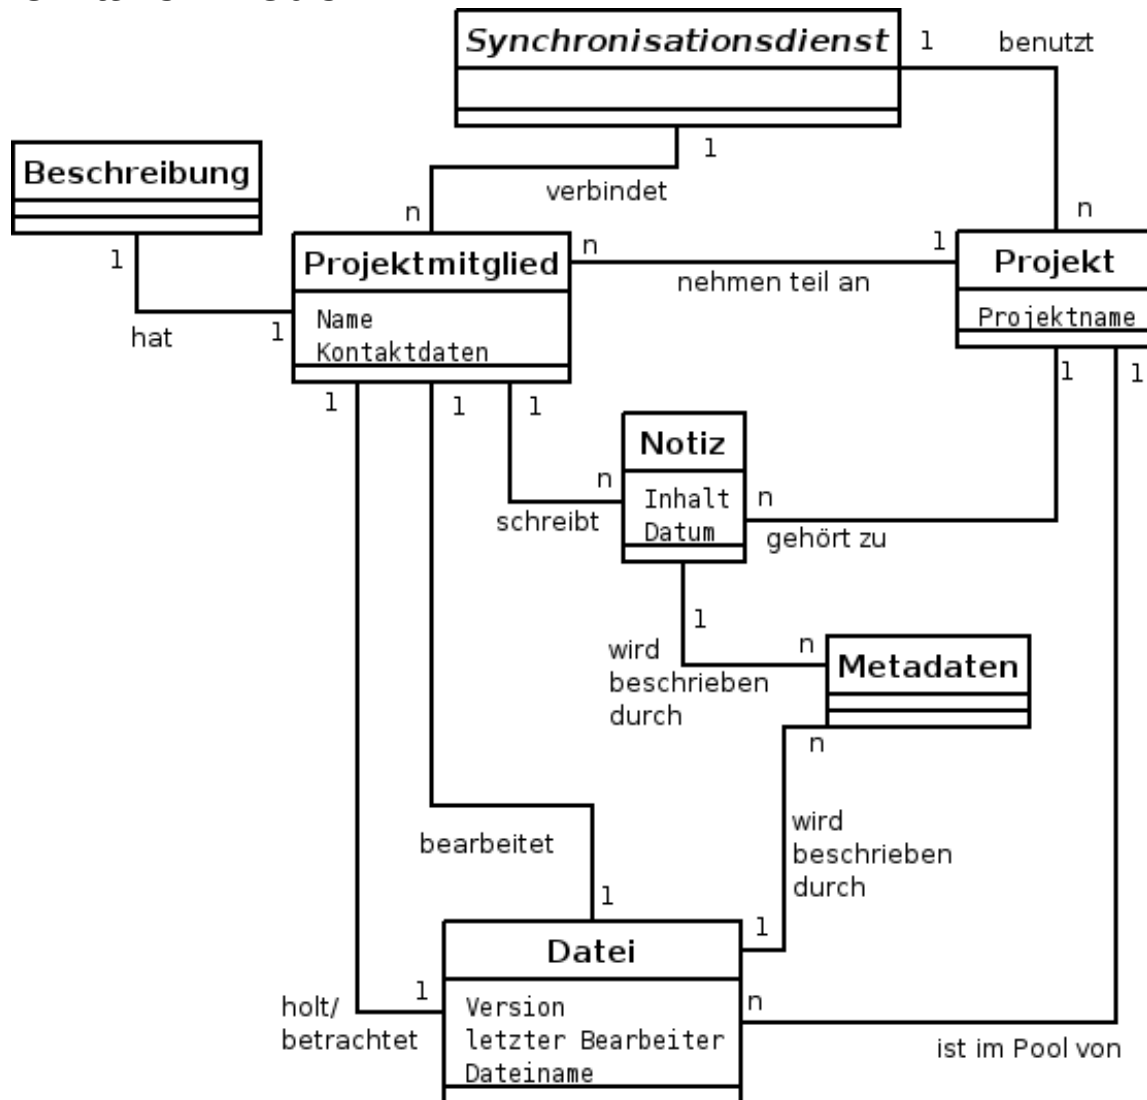 Synchronisationsdienst
1
benutzt
1
verbindet
n
n
Beschreibung
1
hat
1
Projektmitglied
Name
Kontaktdaten
n
nehmen teil an
1
Projekt
Projektname
1
1
1
1
1
Notiz
Inhalt
Datum
n
schreibt
n
gehört zu
1
wird
beschrieben
durch
n
Metadaten
n
wird
beschrieben
durch
bearbeitet
1
1
Datei
Version
letzter Bearbeiter
Dateiname
holt/
betrachtet
1
n
ist im Pool von